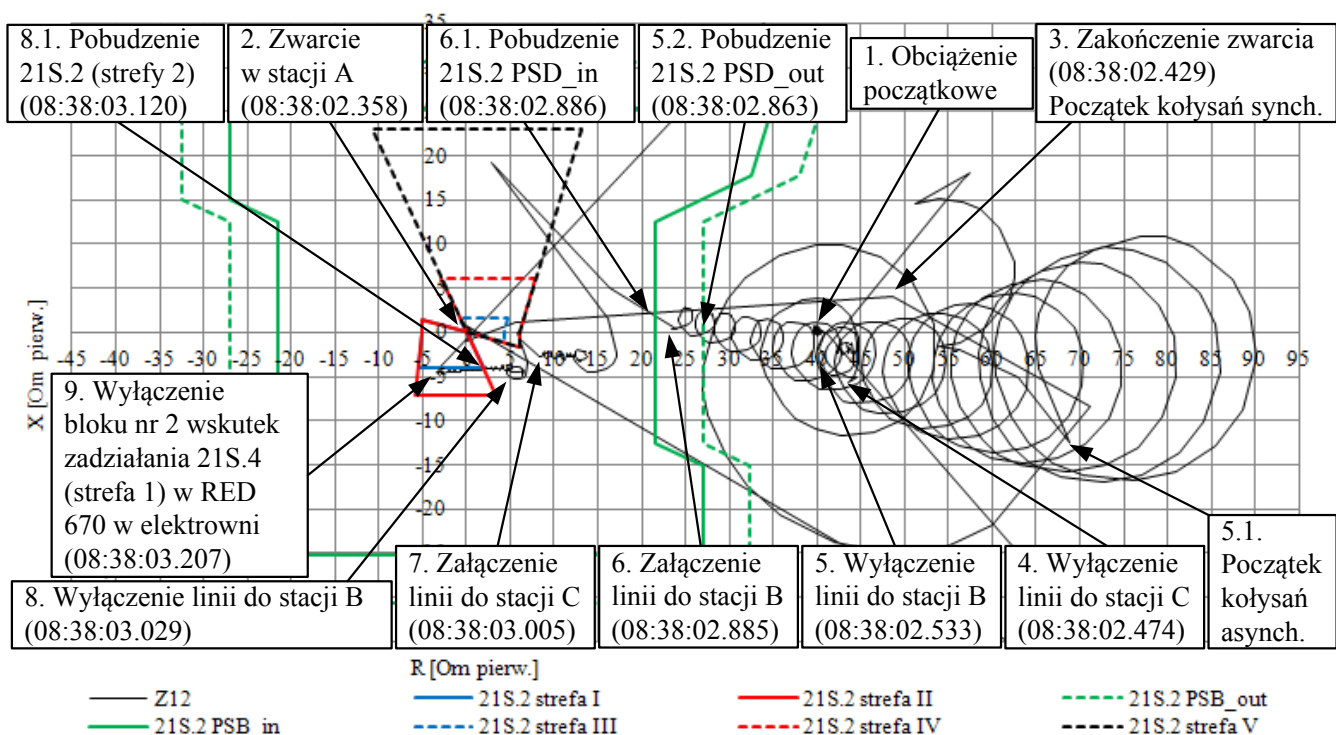 8.1. Pobudzenie
21S.2 (strefy 2)
(08:38:03.120)
2. Zwarcie
w stacji A
(08:38:02.358)
6.1. Pobudzenie
21S.2 PSD_in
(08:38:02.886)
5.2. Pobudzenie
21S.2 PSD_out
(08:38:02.863)
1. Obciążenie
początkowe
3. Zakończenie zwarcia
(08:38:02.429)
Początek kołysań synch.
35
20
15
10
5
0
-45 -35 -30 -25 -20 -15 -10 -5 5 10 15 20 25 30 35 40 45 50 55 60 65 70 75 80 85 90 95
-5
-10
-15
-20
X [Om pierw.]
9. Wyłączenie
bloku nr 2 wskutek
zadziałania 21S.4
(strefa 1) w RED
670 w elektrowni
(08:38:03.207)
8. Wyłączenie linii do stacji B
(08:38:03.029)
7. Załączenie
linii do stacji C
(08:38:03.005)
6. Załączenie
linii do stacji B
(08:38:02.885)
5. Wyłączenie
linii do stacji B
(08:38:02.533)
4. Wyłączenie
linii do stacji C
(08:38:02.474)
5.1.
Początek
kołysań
asynch.
R [Om pierw.]
Z12
21S.2 strefa I
21S.2 strefa II
21S.2 PSB_out
21S.2 PSB_in
21S.2 strefa III
21S.2 strefa IV
21S.2 strefa V